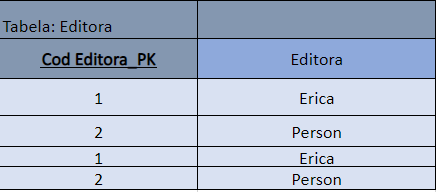 Tabela: Editora
Cod Editora_PK Editora
1 Erica
2 Person
1 Erica
2 Person